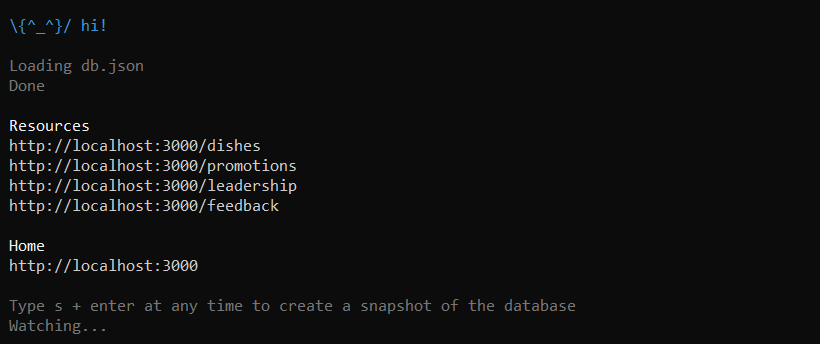 \{^_^}/ hi!
Loading db.json
Done
Resources
http://localhost:3000/dishes
http://localhost:3000/promotions
http://localhost:3000/leadership
http://localhost:3000/feedback
Home
http://localhost:3000
Type s + enter at any time to create a snapshot of the database
Watching...